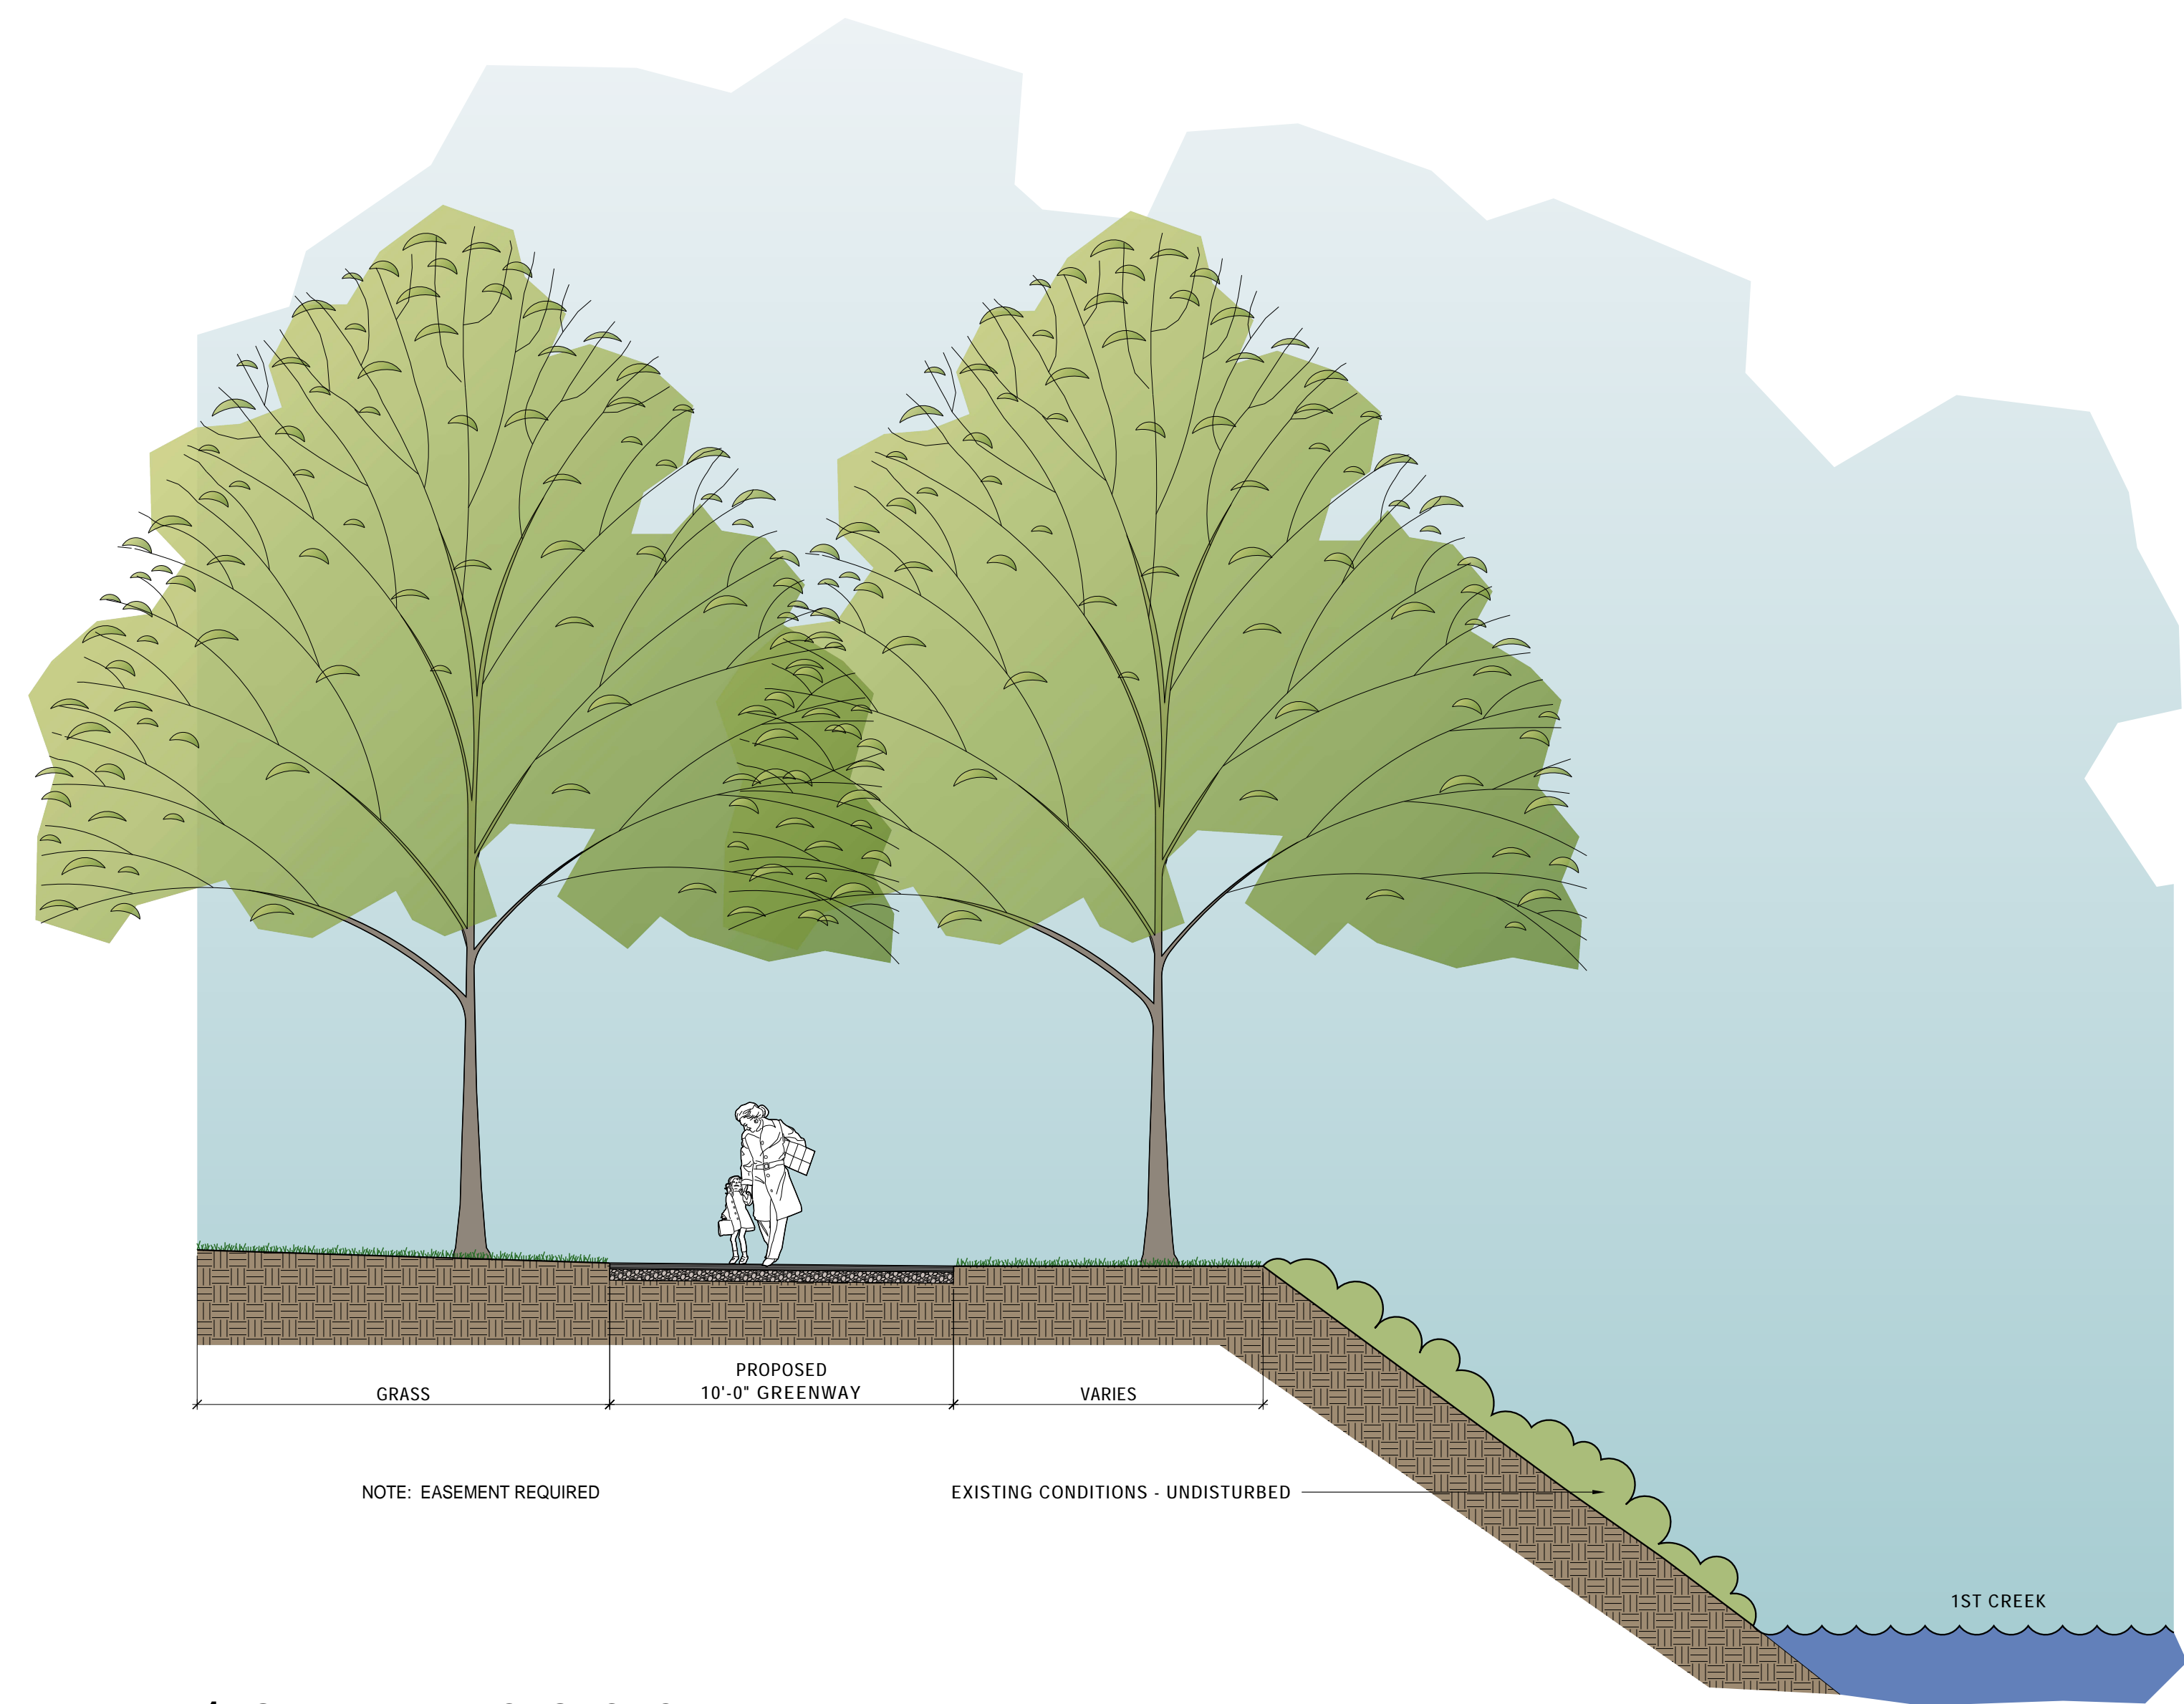 GRASS
PROPOSED
10'-0" GREENWAY
VARIES
NOTE: EASEMENT REQUIRED
EXISTING CONDITIONS - UNDISTURBED
1ST CREEK